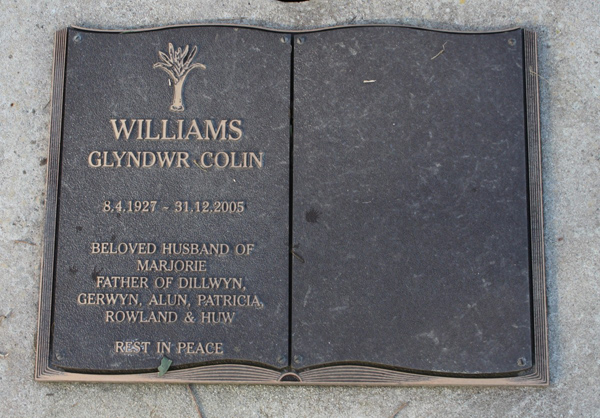 WILLIAMS
GLYNDWR COLIN
8.4.1927 - 31.12.2005
BELOVED HUSBAND OF
MARJORIE
FATHER OF DILLWYN,
GERWYN, ALUN, PATRICIA,
ROWLAND & HUW
REST IN PEACE